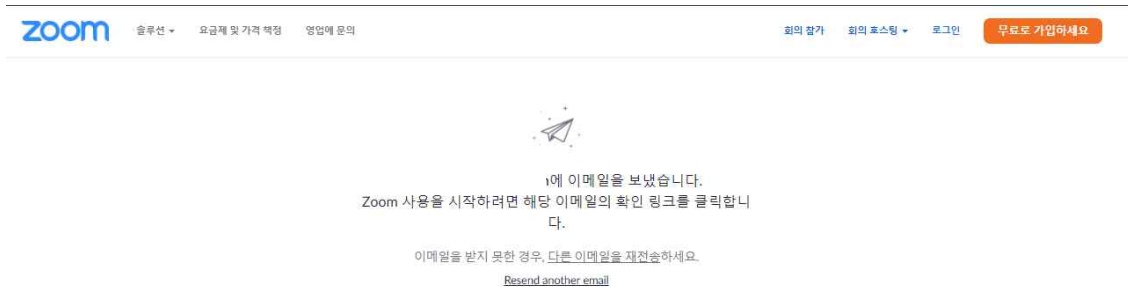 zoom
솔루션
요금제 및 가격 책정
영업에 문의
회의 참가
회의 호스팅
로그인
무료로 가입하세요
에 이메일을 보냈습니다.
Zoom 사용을 시작하려면 해당 이메일의 확인 링크를 클릭합니
다.
이메일을 받지 못한 경우, 다른 이메일을 재전송하세요.
Resend another email